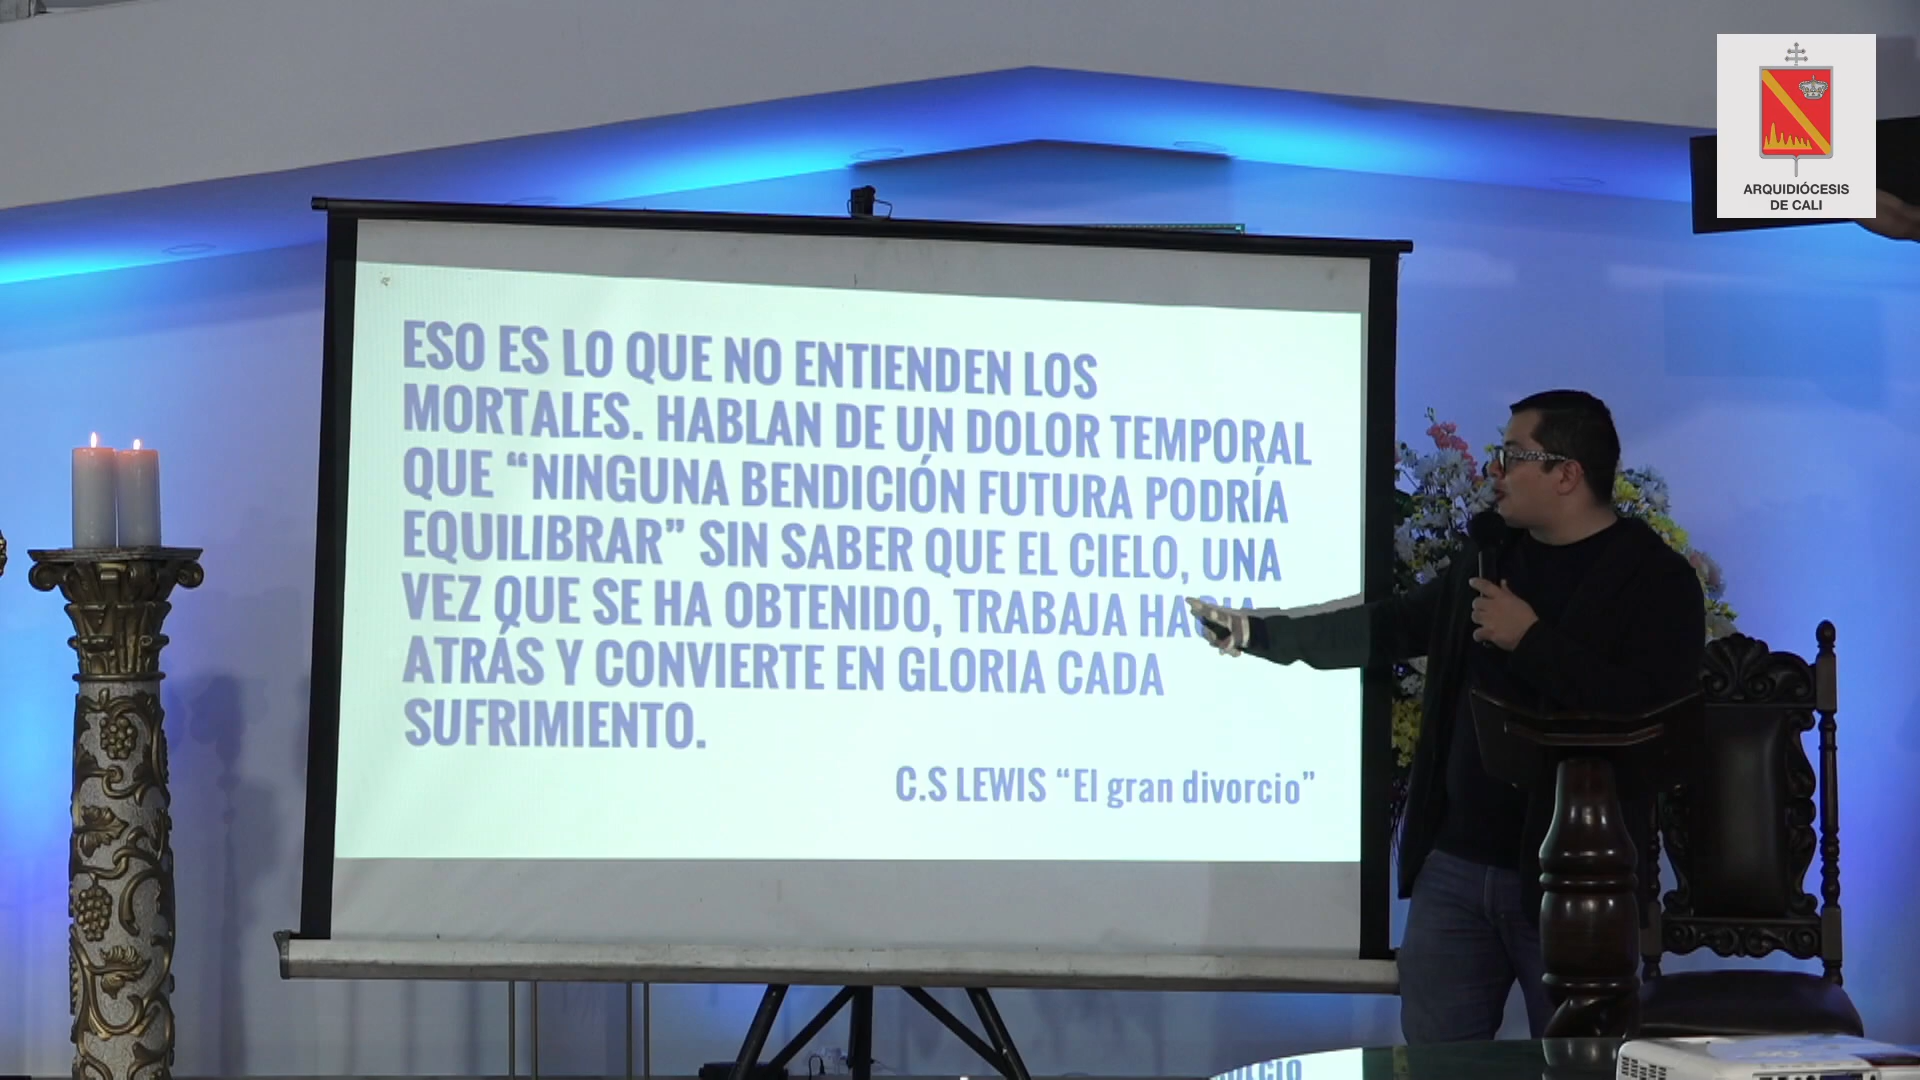 ARQUIDIÓCESIS
DE CALI
ESO ES LO QUE NO ENTIENDEN LOS
MORTALES. HABLAN DE UN DOLOR TEMPORAL
QUE “NINGUNA BENDICIÓN FUTURA PODRÍA
EQUILIBRAR” SIN SABER QUE EL CIELO, UNA
VEZ QUE SE HA OBTENIDO, TRABAJA HACIA
ATRÁS Y CONVIERTE EN GLORIA CADA
SUFRIMIENTO.
C.S LEWIS “El gran divorcio”